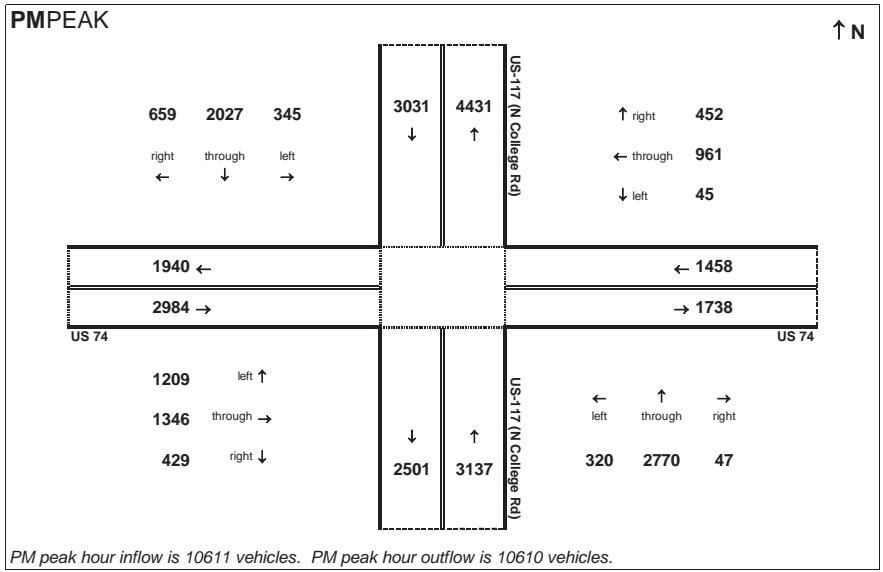 PMPEAK
↑ N
659 2027 345
right through left
← ↓ →
3031 4431
↓ ↑
US-117 (N College Rd)
↑ right 452
← through 961
↓ left 45
1940 ←
← 1458
2984 →
→ 1738
US 74
US 74
1209 left ↑
1346 through →
429 right ↓
↓ ↑
2501 3137
US-117 (N College Rd)
← ↑ →
left through right
320 2770 47
PM peak hour inflow is 10611 vehicles. PM peak hour outflow is 10610 vehicles.